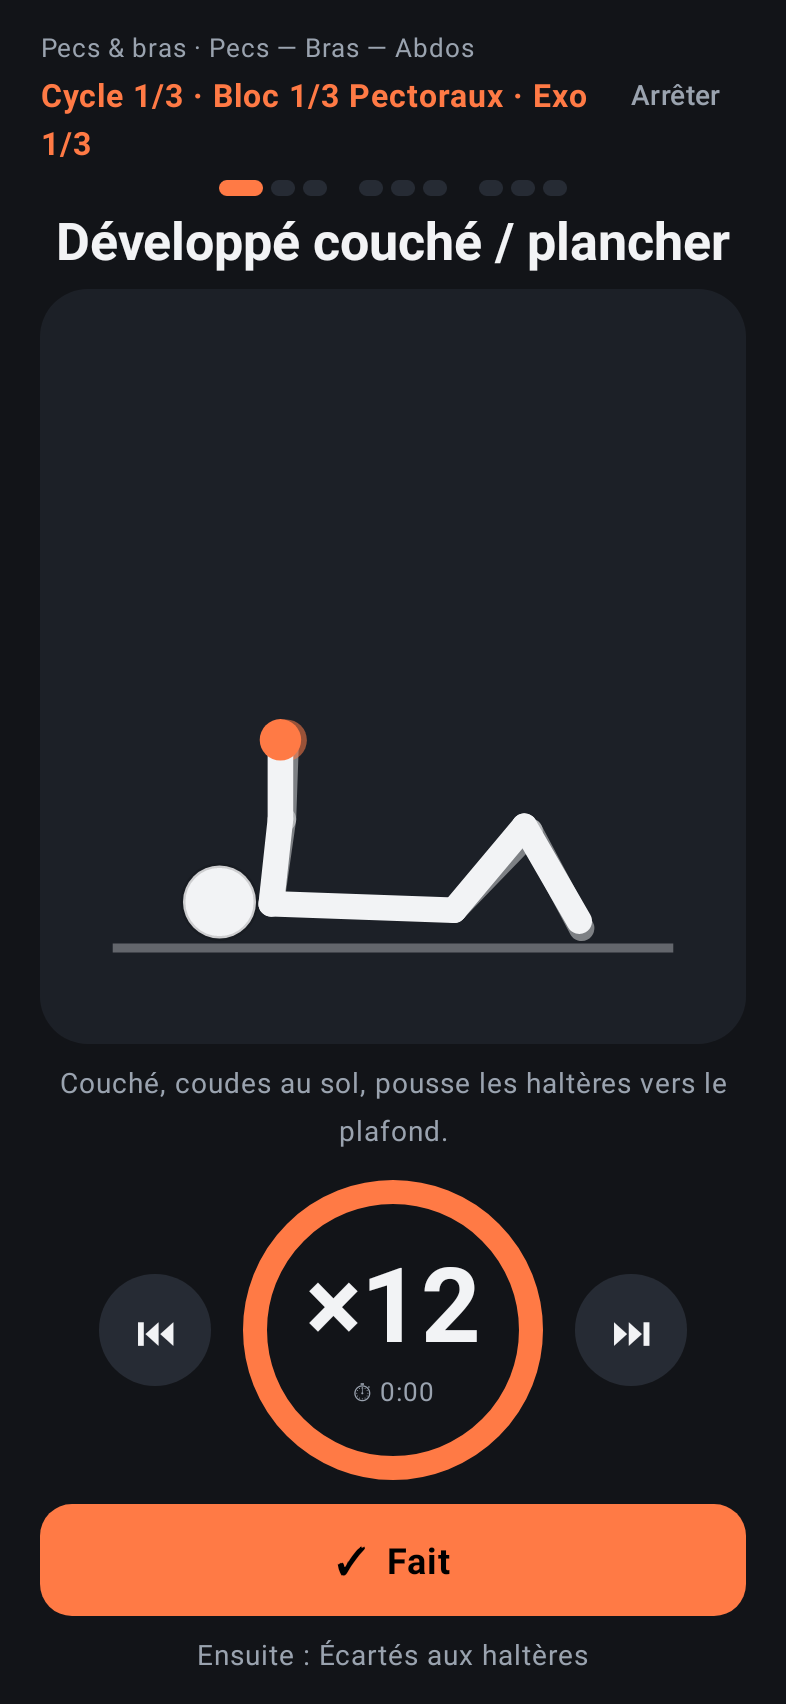 Pecs & bras · Pecs — Bras — Abdos
Cycle 1/3 · Bloc 1/3 Pectoraux · Exo
1/3
Arrêter
Développé couché / plancher
Couché, coudes au sol, pousse les haltères vers le
plafond.
×12
⏱ 0:00
✓ Fait
Ensuite : Écartés aux haltères